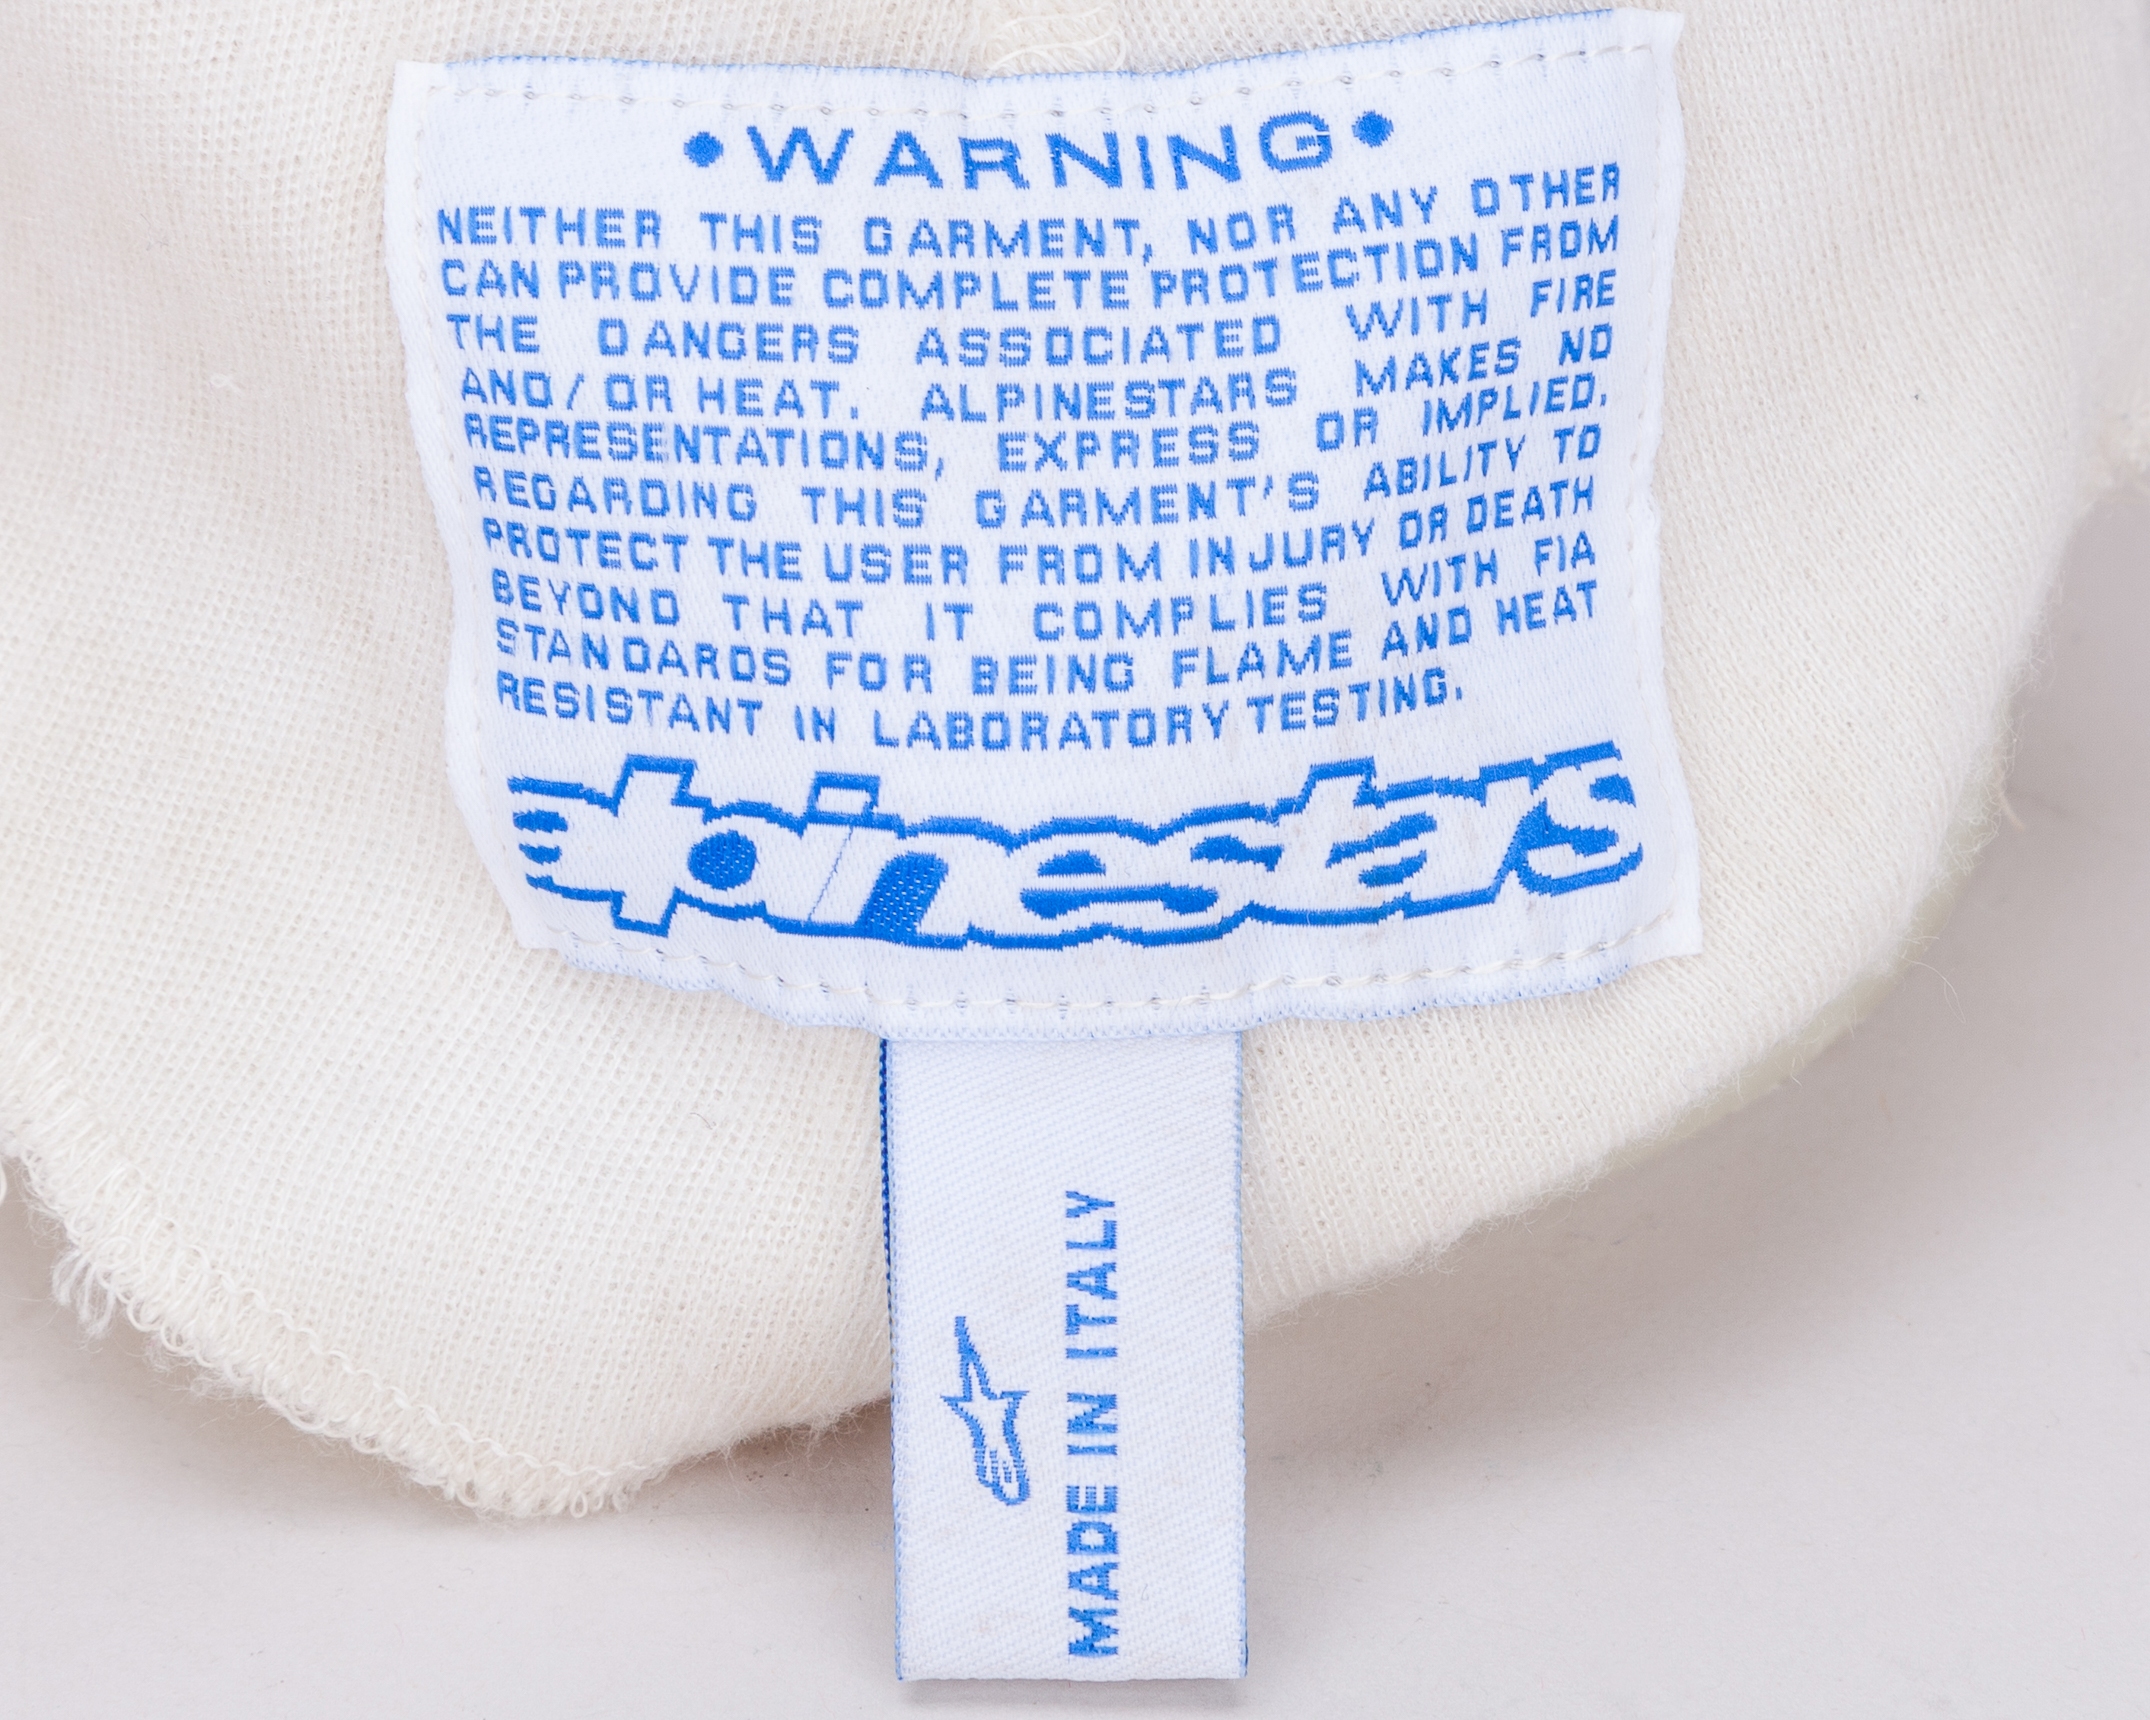 •WARNING•
NEITHER THIS GARMENT, NOR ANY OTHER
CAN PROVIDE COMPLETE PROTECTION FROM
THE DANGERS ASSOCIATED WITH FIRE
AND/OR HEAT. ALPINESTARS MAKES NO
REPRESENTATIONS, EXPRESS OR IMPLIED,
REGARDING THIS GARMENT'S ABILITY TO
PROTECT THE USER FROM INJURY OR DEATH
BEYOND THAT IT COMPLIES WITH FIA
STANDARDS FOR BEING FLAME AND HEAT
RESISTANT IN LABORATORY TESTING.
alpinestars
MADE IN ITALY